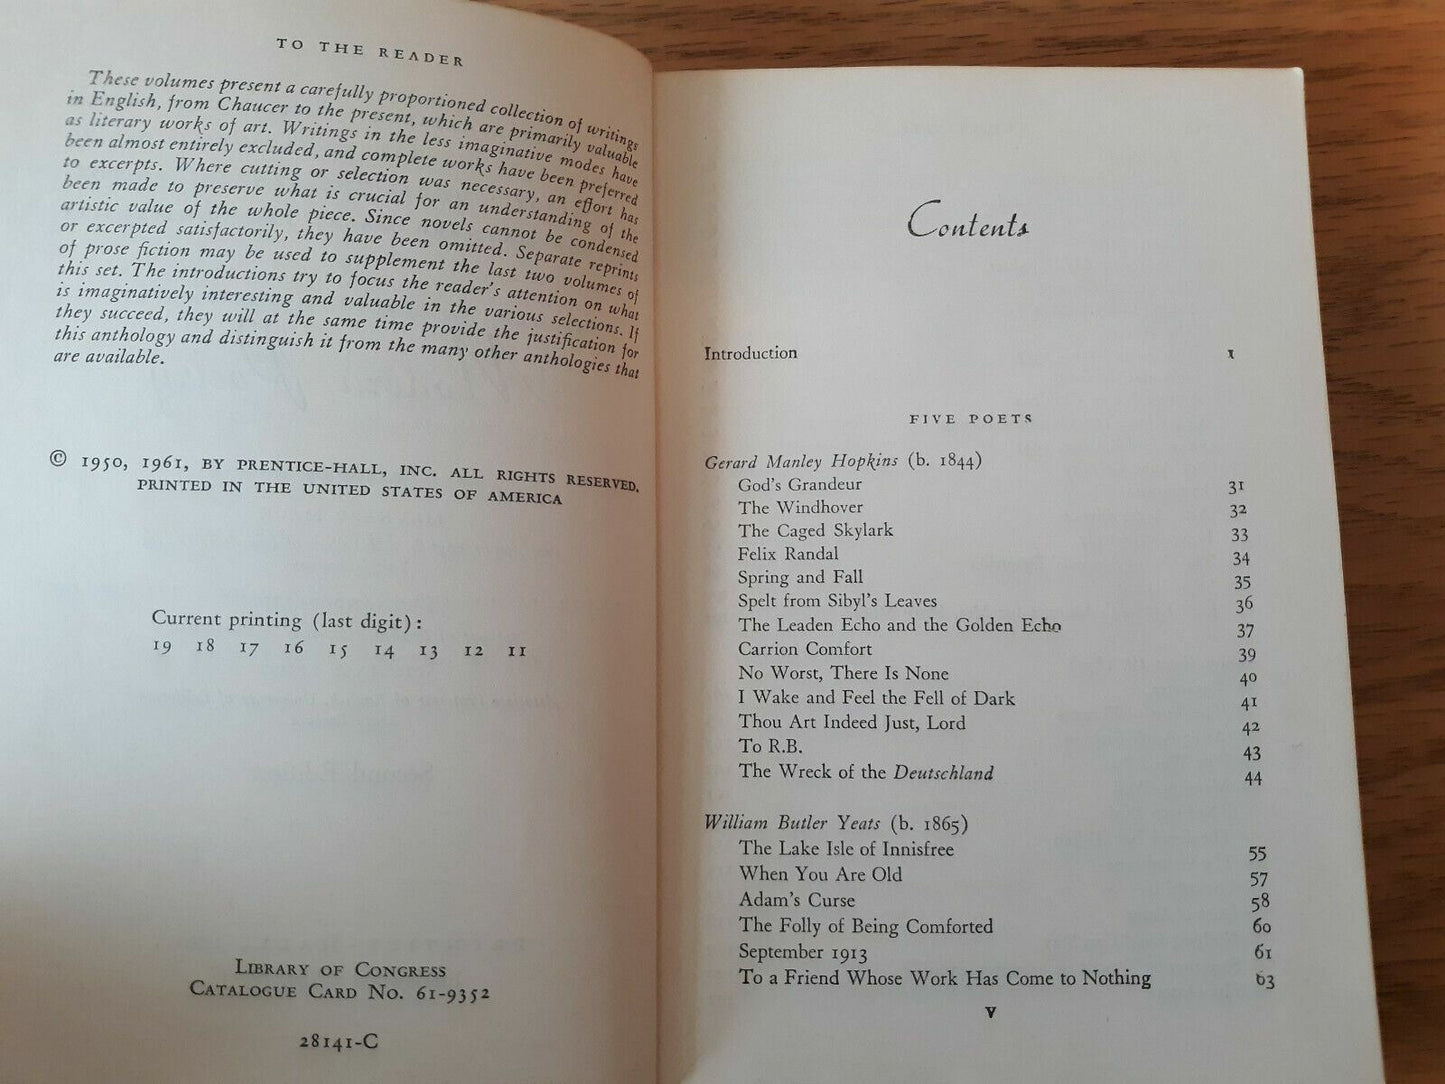 TO THE READER
These volumes present a carefully proportioned collection of writings
in English, from Chaucer to the present, which are primarily valuable
as literary works of art. Writings in the less imaginative modes have
been almost entirely excluded, and complete works have been preferred
to excerpts. Where cutting or selection was necessary, an effort has
been made to preserve what is crucial for an understanding of the
artistic value of the whole piece. Since novels cannot be condensed
or excerpted satisfactorily, they have been omitted. Separate reprints
of prose fiction may be used to supplement the last two volumes of
this set. The introductions try to focus the reader's attention on what
is imaginatively interesting and valuable in the various selections. If
they succeed, they will at the same time provide the justification for
this anthology and distinguish it from the many other anthologies that
are available.
© 1950, 1961, BY PRENTICE-HALL, INC. ALL RIGHTS RESERVED.
PRINTED IN THE UNITED STATES OF AMERICA
Current printing (last digit):
19 18 17 16 15 14 13 12 11
LIBRARY OF CONGRESS
CATALOGUE CARD NO. 61-9352
28141-C
Contents
Introduction 1
FIVE POETS
Gerard Manley Hopkins (b. 1844)
God's Grandeur 31
The Windhover 32
The Caged Skylark 33
Felix Randal 34
Spring and Fall 35
Spelt from Sibyl's Leaves 36
The Leaden Echo and the Golden Echo 37
Carrion Comfort 39
No Worst, There Is None 40
I Wake and Feel the Fell of Dark 41
Thou Art Indeed Just, Lord 42
To R.B. 43
The Wreck of the Deutschland 44
William Butler Yeats (b. 1865)
The Lake Isle of Innisfree 55
When You Are Old 57
Adam's Curse 58
The Folly of Being Comforted 60
September 1913 61
To a Friend Whose Work Has Come to Nothing 63
V